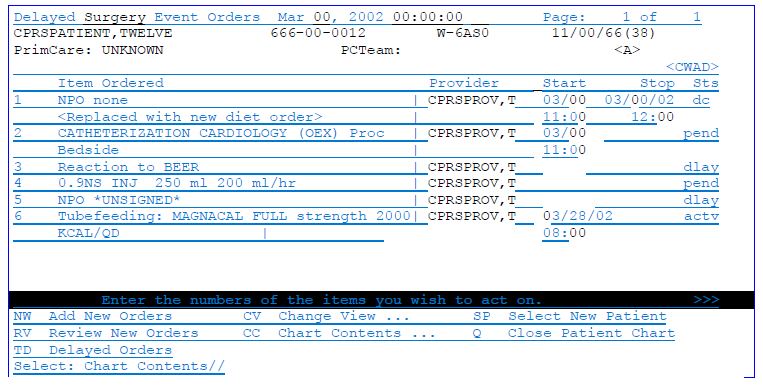 Delayed Surgery Event Orders  Mar 00, 2002 00:00:00          Page:    1 of    1
CPRSPATIENT,TWELVE           666-00-0012        W-6AS0       11/00/66(38)
PrimCare: UNKNOWN                    PCTeam:                        <A>
<CWAD>
Item Ordered                              Provider     Start      Stop  Sts
1    NPO none                                | CPRSPROV,T   03/00  03/00/02  dc
<Replaced with new diet order>          |              11:00     12:00
2    CATHETERIZATION CARDIOLOGY (OEX) Proc   | CPRSPROV,T   03/00           pend
Bedside                                 |              11:00
3    Reaction to BEER                        | CPRSPROV,T                   dlay
4    0.9NS INJ  250 ml 200 ml/hr             | CPRSPROV,T                   pend
5    NPO *UNSIGNED*                          | CPRSPROV,T                   dlay
6    Tubefeeding: MAGNACAL FULL strength 2000| CPRSPROV,T   03/28/02        actv
KCAL/QD                |                               08:00
Enter the numbers of the items you wish to act on.                 >>>
NW  Add New Orders        CV  Change View ...       SP  Select New Patient
RV  Review New Orders     CC  Chart Contents ...    Q   Close Patient Chart
TD  Delayed Orders
Select: Chart Contents//